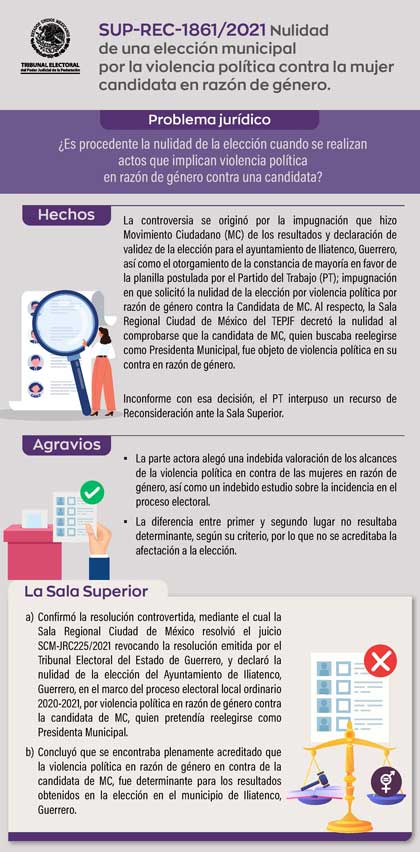 TRIBUNAL ELECTORAL
del Poder Judicial de la Federación
SUP-REC-1861/2021 Nulidad
de una elección municipal
por la violencia política contra la mujer
candidata en razón de género.
Problema jurídico
¿Es procedente la nulidad de la elección cuando se realizan
actos que implican violencia política
en razón de género contra una candidata?
Hechos
La controversia se originó por la impugnación que hizo
Movimiento Ciudadano (MC) de los resultados y declaración de
validez de la elección para el ayuntamiento de Iliatenco, Guerrero,
así como el otorgamiento de la constancia de mayoría en favor de
la planilla postulada por el Partido del Trabajo (PT); impugnación
en que solicitó la nulidad de la elección por violencia política por
razón de género contra la Candidata de MC. Al respecto, la Sala
Regional Ciudad de México del TEPJF decretó la nulidad al
comprobarse que la candidata de MC, quien buscaba reelegirse
como Presidenta Municipal, fue objeto de violencia política en su
contra en razón de género.
Inconforme con esa decisión, el PT interpuso un recurso de
Reconsideración ante la Sala Superior.
Agravios
• La parte actora alegó una indebida valoración de los alcances
de la violencia política en contra de las mujeres en razón de
género, así como un indebido estudio sobre la incidencia en el
proceso electoral.
• La diferencia entre primer y segundo lugar no resultaba
determinante, según su criterio, por lo que no se acreditaba la
afectación a la elección.
La Sala Superior
a) Confirmó la resolución controvertida, mediante el cual la
Sala Regional Ciudad de México resolvió el juicio
SCM-JRC225/2021 revocando la resolución emitida por el
Tribunal Electoral del Estado de Guerrero, y declaró la
nulidad de la elección del Ayuntamiento de Iliatenco,
Guerrero, en el marco del proceso electoral local ordinario
2020-2021, por violencia política en razón de género contra
la candidata de MC, quien pretendía reelegirse como
Presidenta Municipal.
b) Concluyó que se encontraba plenamente acreditado que
la violencia política en razón de género en contra de la
candidata de MC, fue determinante para los resultados
obtenidos en la elección en el municipio de Iliatenco,
Guerrero.